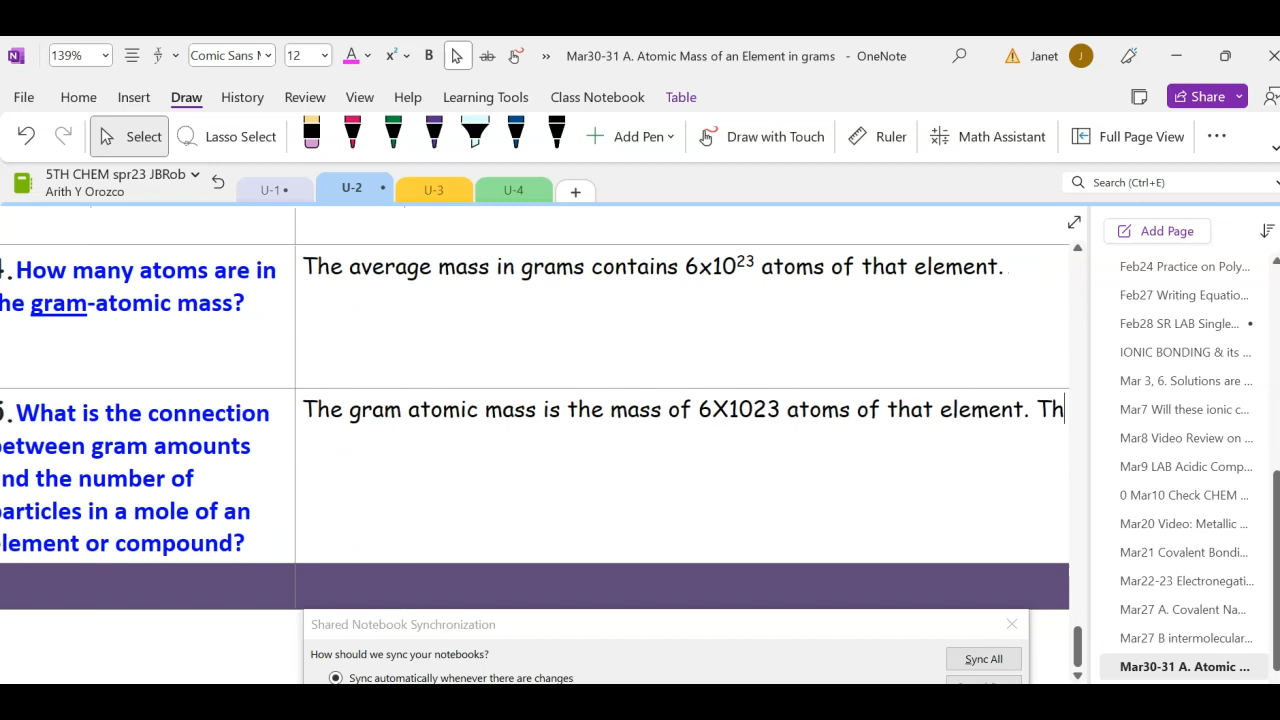 139% Comic Sans M 12 A x² B ab » Mar30-31 A. Atomic Mass of an Element in grams - OneNote Janet J
File Home Insert Draw History Review View Help Learning Tools Class Notebook Table Share
Select Lasso Select Add Pen Draw with Touch Ruler Math Assistant Full Page View
5TH CHEM spr23 JBRob
Arith Y Orozco
U-1 U-2 U-3 U-4 + Search (Ctrl+E)
Add Page
.How many atoms are in
he gram-atomic mass?
The average mass in grams contains 6x10²³ atoms of that element.
.What is the connection
etween gram amounts
nd the number of
articles in a mole of an
lement or compound?
The gram atomic mass is the mass of 6X1023 atoms of that element. Th
Shared Notebook Synchronization
How should we sync your notebooks?
Sync All
Sync automatically whenever there are changes
Feb24 Practice on Poly...
Feb27 Writing Equatio...
Feb28 SR LAB Single...
IONIC BONDING & its ...
Mar 3, 6. Solutions are ...
Mar7 Will these ionic c...
Mar8 Video Review on ...
Mar9 LAB Acidic Comp...
0 Mar10 Check CHEM ...
Mar20 Video: Metallic ...
Mar21 Covalent Bondi...
Mar22-23 Electronegati...
Mar27 A. Covalent Na...
Mar27 B intermolecular...
Mar30-31 A. Atomic ...